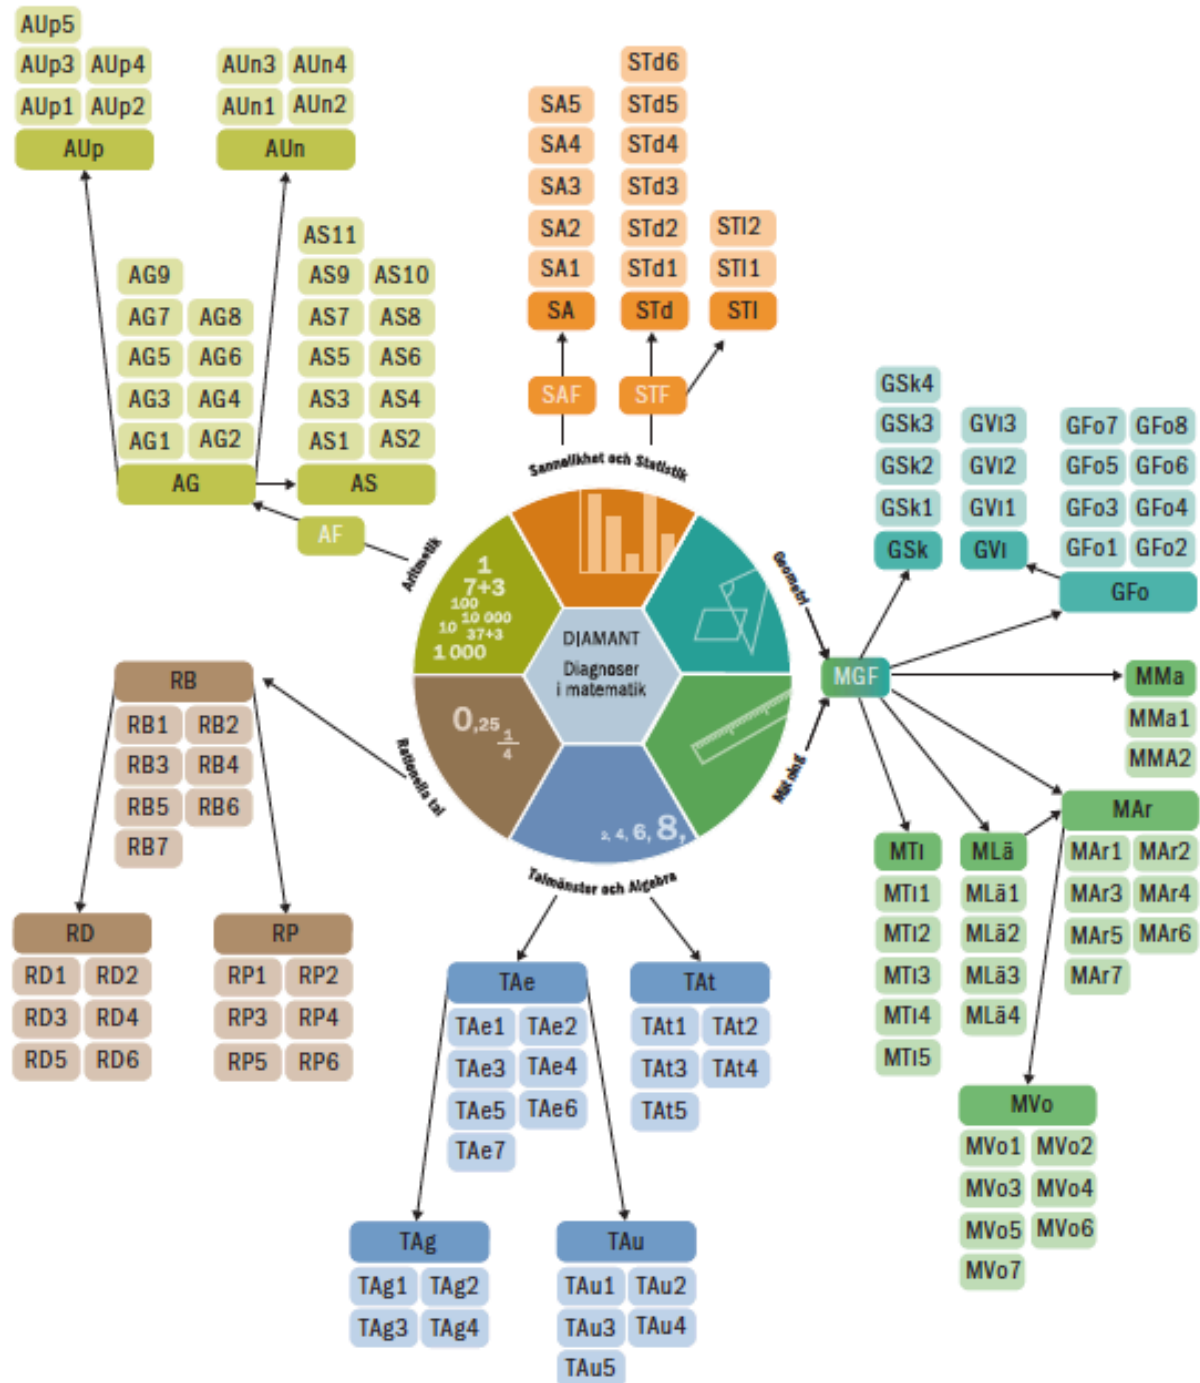 AUp5
AUp3 AUp4
AUp1 AUp2
AUp
AUn3 AUn4
AUn1 AUn2
AUn
AG9
AG7 AG8
AG5 AG6
AG3 AG4
AG1 AG2
AG
AS11
AS9 AS10
AS7 AS8
AS5 AS6
AS3 AS4
AS1 AS2
AS
AF
Aritmetik
SA5
SA4
SA3
SA2
SA1
SA
SAF
STd6
STd5
STd4
STd3
STd2
STd1
STd
STF
STI2
STI1
STI
Sannolikhet och Statistik
GSk4
GSk3
GSk2
GSk1
GSk
GVI3
GVI2
GVI1
GVI
GFo7 GFo8
GFo5 GFo6
GFo3 GFo4
GFo1 GFo2
GFo
Geometri
MGF
Mätning
1
7+3
100
10 10 000
37+3
1 000
DIAMANT
Diagnoser
i matematik
0,25 1/4
2, 4, 6, 8,
MMa
MMa1
MMA2
MAr
MAr1 MAr2
MAr3 MAr4
MAr5 MAr6
MAr7
MTI
MTI1
MTI2
MTI3
MTI4
MTI5
MLä
MLä1
MLä2
MLä3
MLä4
MVo
MVo1 MVo2
MVo3 MVo4
MVo5 MVo6
MVo7
Rationella tal
RB
RB1 RB2
RB3 RB4
RB5 RB6
RB7
RD
RD1 RD2
RD3 RD4
RD5 RD6
RP
RP1 RP2
RP3 RP4
RP5 RP6
Talmönster och Algebra
TAe
TAe1 TAe2
TAe3 TAe4
TAe5 TAe6
TAe7
TAt
TAt1 TAt2
TAt3 TAt4
TAt5
TAg
TAg1 TAg2
TAg3 TAg4
TAu
TAu1 TAu2
TAu3 TAu4
TAu5